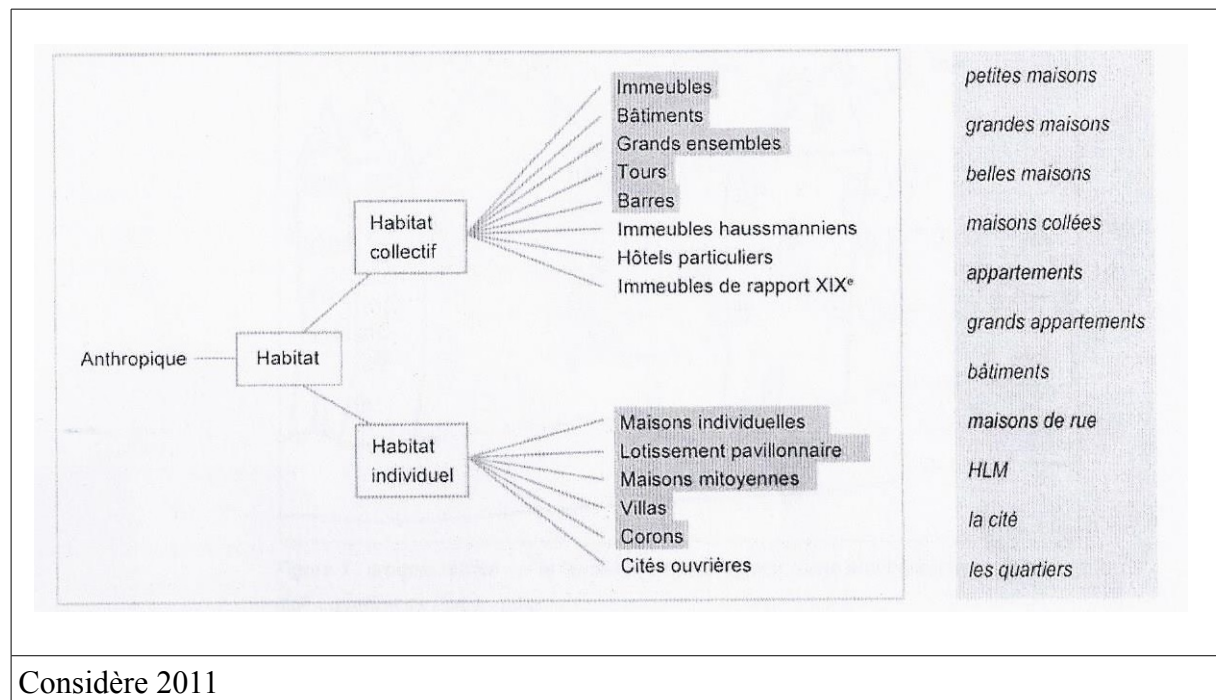 Anthropique
Habitat
Habitat
collectif
Immeubles
Bâtiments
Grands ensembles
Tours
Barres
Immeubles haussmanniens
Hôtels particuliers
Immeubles de rapport XIXᵉ
Habitat
individuel
Maisons individuelles
Lotissement pavillonnaire
Maisons mitoyennes
Villas
Corons
Cités ouvrières
petites maisons
grandes maisons
belles maisons
maisons collées
appartements
grands appartements
bâtiments
maisons de rue
HLM
la cité
les quartiers
Considère 2011